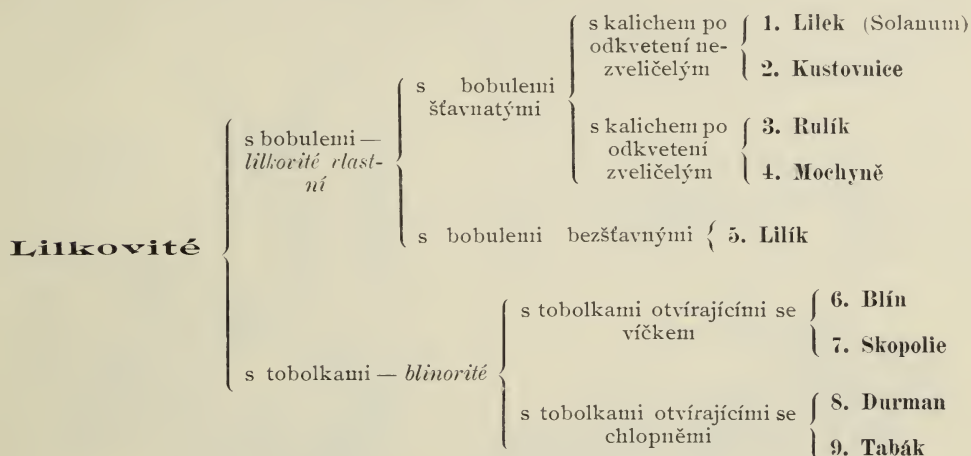 Lilkovité
s bobulemi —
lilkovité vlast-
ní
s bobulemi
šťavnatými
s kalichem po
odkvetení ne-
zveličelým
1. Lilek (Solanum)
2. Kustovnice
s kalichem po
odkvetení
zveličelým
3. Rulík
4. Mochyně
s bobulemi bezšťavnými
5. Lilík
s tobolkami — blinovité
s tobolkami otvírajícími se
víčkem
6. Blín
7. Skopolie
s tobolkami otvírajícími se
chlopněmi
8. Durman
9. Tabák